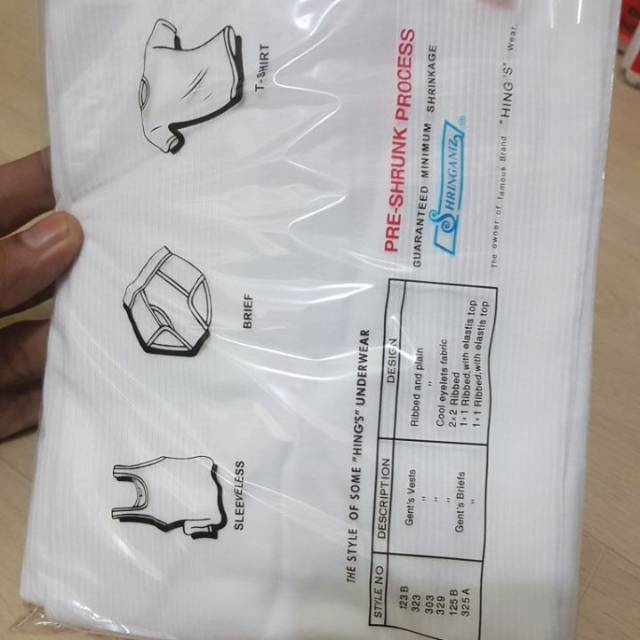 SLEEVELESS BRIEF T-SHIRT
THE STYLE OF SOME "HING'S" UNDERWEAR
STYLE NO DESCRIPTION DESIGN
123 B Gent's Vests Ribbed and plain
323 " "
303 " Cool eyelets fabric
329 " 2×2 Ribbed
125 B Gent's Briefs 1×1 Ribbed,with elastis top
325 A " 1×1 Ribbed,with elastis top
PRE-SHRUNK PROCESS
GUARANTEED MINIMUM SHRINKAGE
SHRINGANIZ
The owner of famous Brand "HING'S" Wear